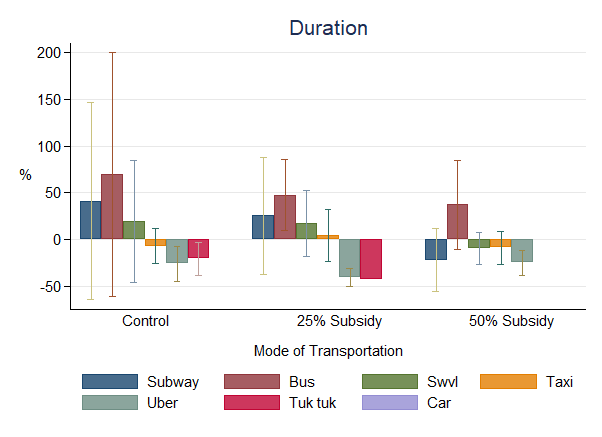 Duration
200
150
100
50
0
-50
%
Control 25% Subsidy 50% Subsidy
Mode of Transportation
Subway Bus Swvl Taxi
Uber Tuk tuk Car